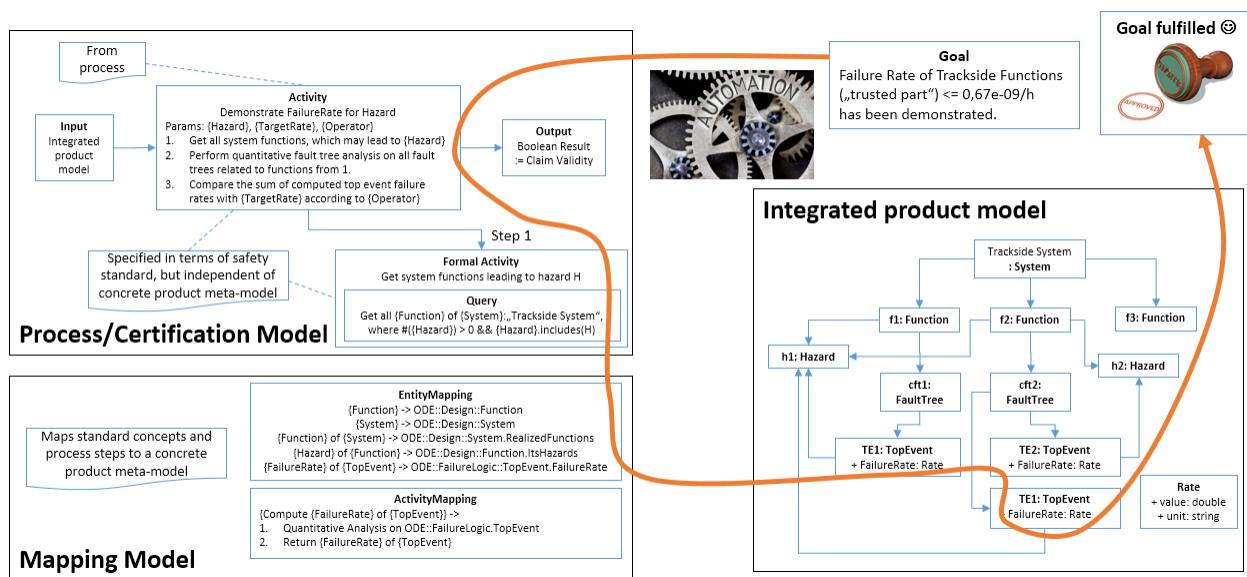 From
process
Activity
Demonstrate FailureRate for Hazard
Params: {Hazard}, {TargetRate}, {Operator}
1. Get all system functions, which may lead to {Hazard}
2. Perform quantitative fault tree analysis on all fault
trees related to functions from 1.
3. Compare the sum of computed top event failure
rates with {TargetRate} according to {Operator}
Input
Integrated
product
model
Output
Boolean Result
:= Claim Validity
Step 1
Specified in terms of safety
standard, but independent of
concrete product meta-model
Formal Activity
Get system functions leading to hazard H
Query
Get all {Function} of {System}:„Trackside System“,
where #({Hazard}) > 0 && {Hazard}.includes(H)
Process/Certification Model
Maps standard concepts and
process steps to a concrete
product meta-model
EntityMapping
{Function} -> ODE::Design::Function
{System} -> ODE::Design::System
{Function} of {System} -> ODE::Design::System.RealizedFunctions
{Hazard} of {Function} -> ODE::Design::Function.ItsHazards
{FailureRate} of {TopEvent} -> ODE::FailureLogic::TopEvent.FailureRate
ActivityMapping
{Compute {FailureRate} of {TopEvent}} ->
1. Quantitative Analysis on ODE::FailureLogic.TopEvent
2. Return {FailureRate} of {TopEvent}
Mapping Model
AUTOMATION
Goal
Failure Rate of Trackside Functions
(„trusted part“) <= 0,67e-09/h
has been demonstrated.
Goal fulfilled ☺
APPROVED
Integrated product model
Trackside System
: System
f1: Function
f2: Function
f3: Function
h1: Hazard
h2: Hazard
cft1:
FaultTree
cft2:
FaultTree
TE1: TopEvent
+ FailureRate: Rate
TE2: TopEvent
+ FailureRate: Rate
TE1: TopEvent
FailureRate: Rate
Rate
+ value: double
+ unit: string